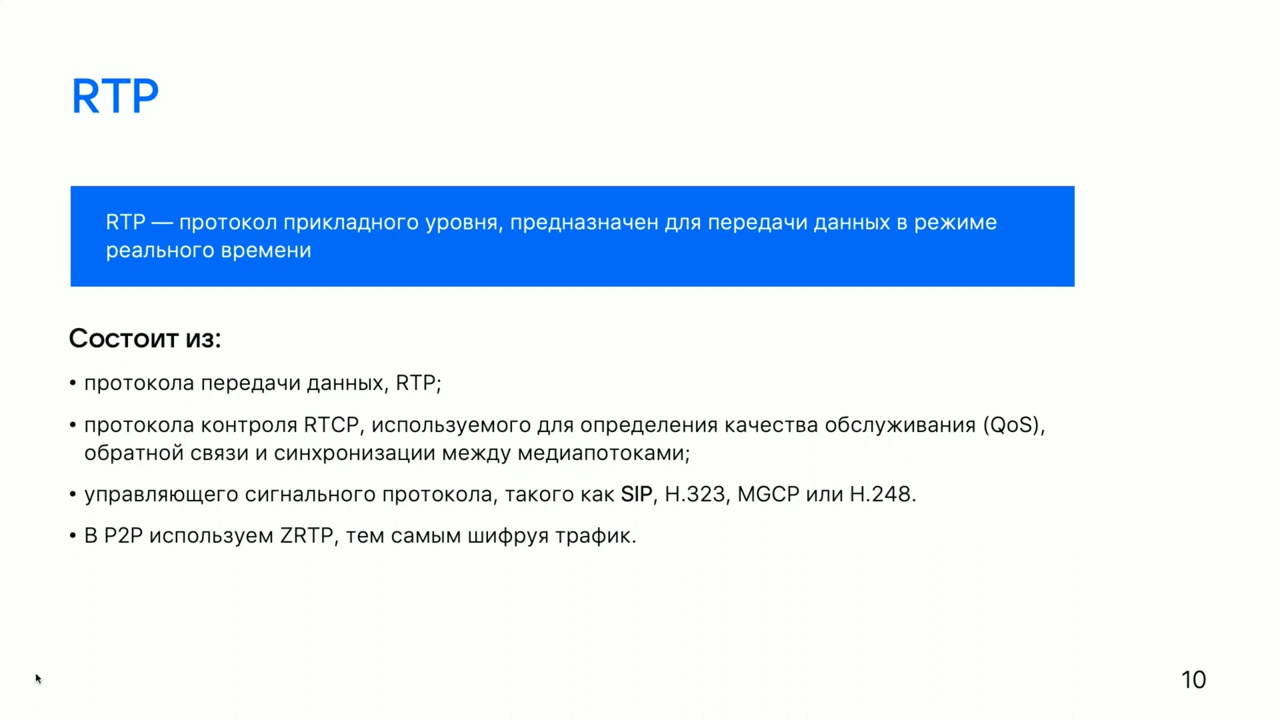 RTP
RTP — протокол прикладного уровня, предназначен для передачи данных в режиме
реального времени
Состоит из:
• протокола передачи данных, RTP;
• протокола контроля RTCP, используемого для определения качества обслуживания (QoS),
обратной связи и синхронизации между медиапотоками;
• управляющего сигнального протокола, такого как SIP, H.323, MGCP или H.248.
• В P2P используем ZRTP, тем самым шифруя трафик.
10